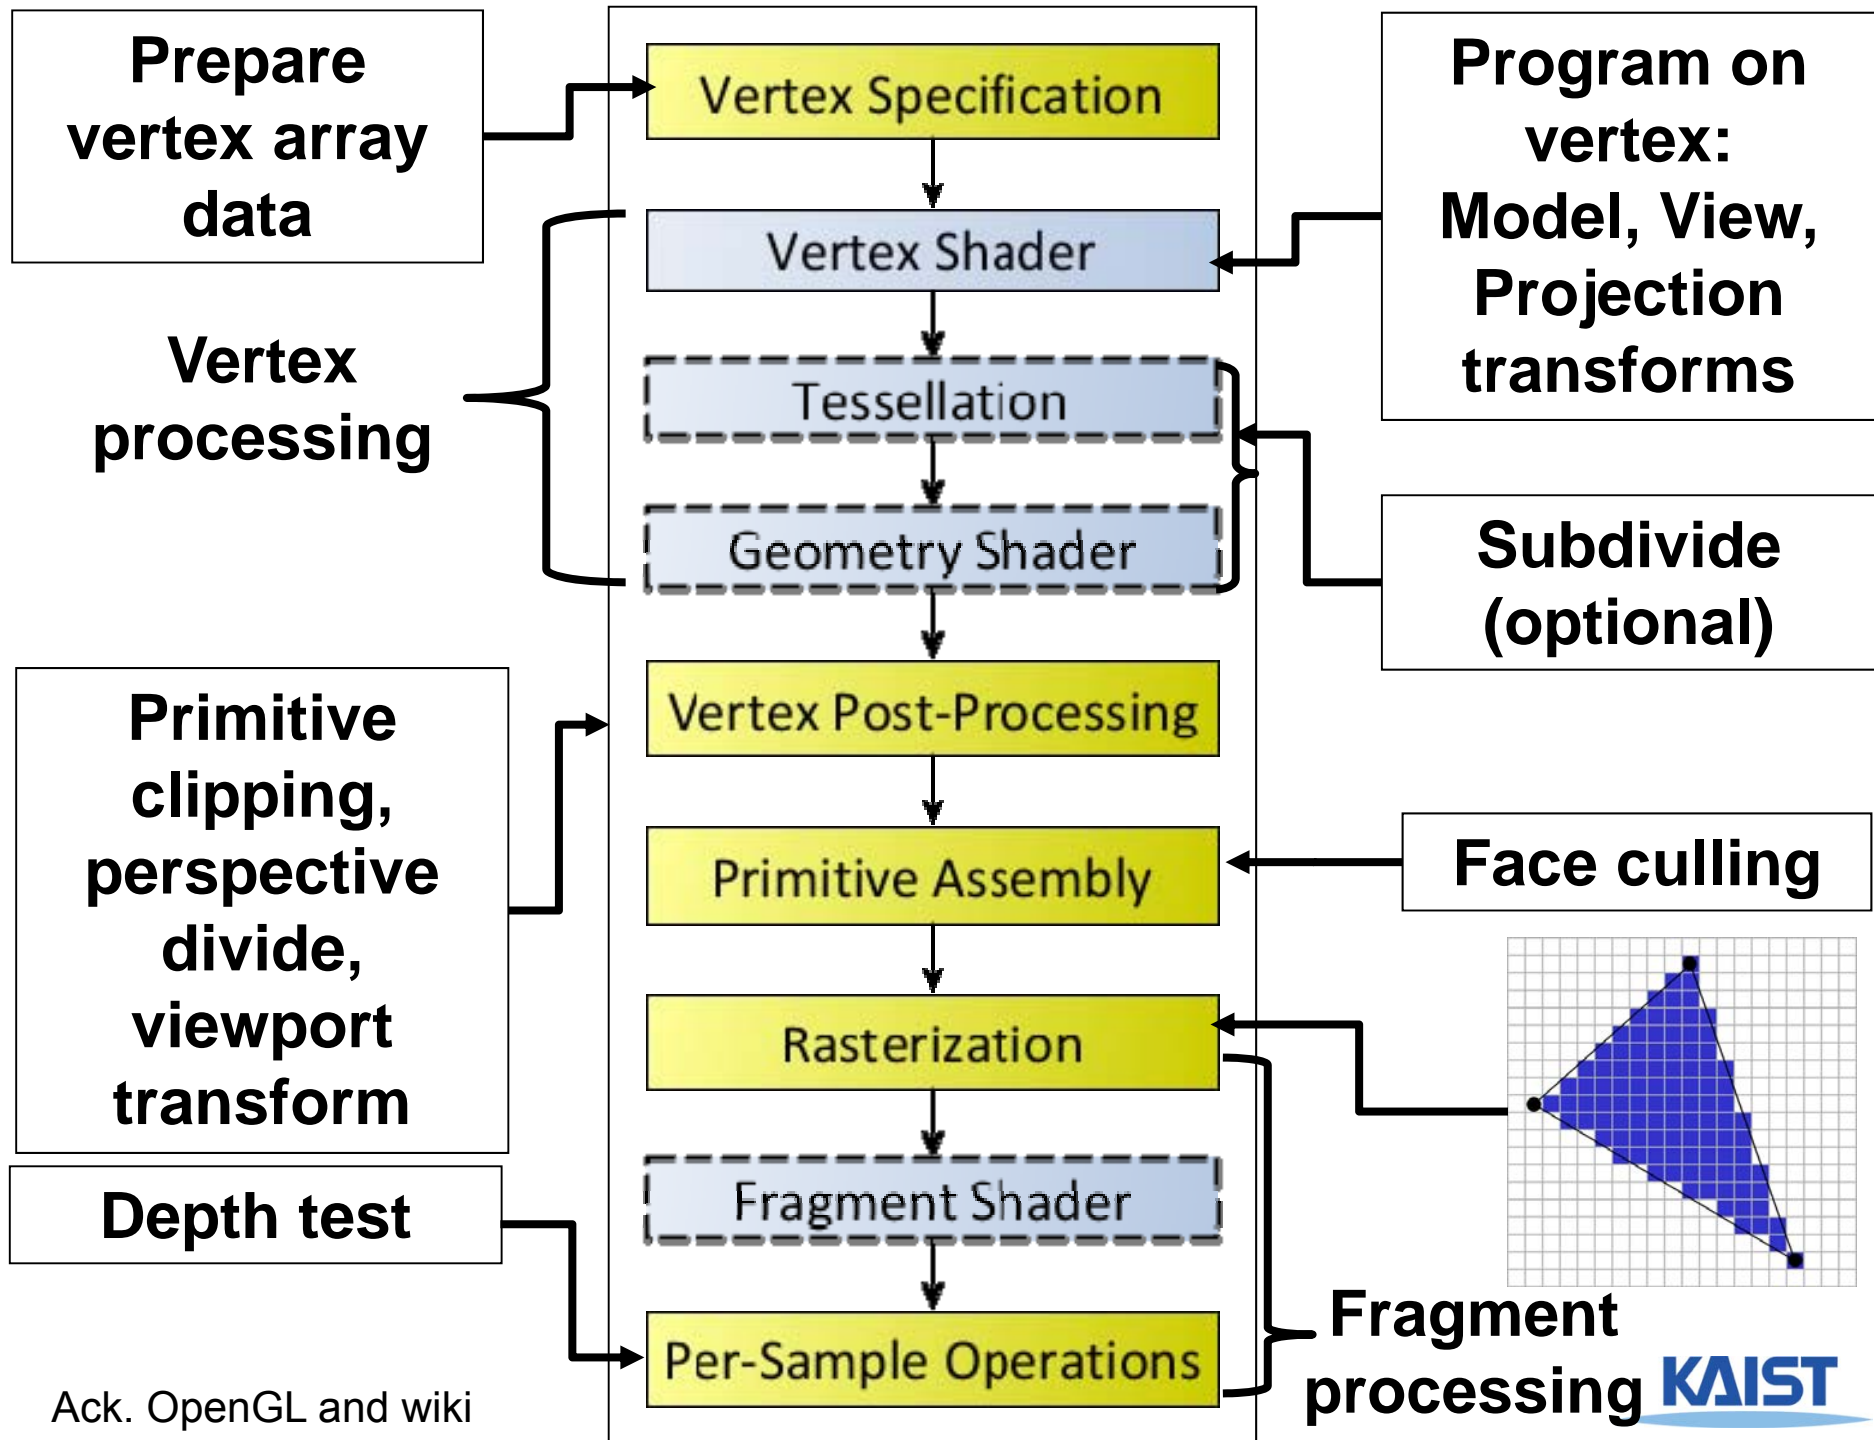 Prepare
vertex array
data
Vertex Specification
Program on
vertex:
Model, View,
Projection
transforms
Vertex Shader
Vertex
processing
Tessellation
Geometry Shader
Subdivide
(optional)
Primitive
clipping,
perspective
divide,
viewport
transform
Vertex Post-Processing
Primitive Assembly
Face culling
Rasterization
Fragment Shader
Depth test
Per-Sample Operations
Fragment
processing
Ack. OpenGL and wiki
KAIST